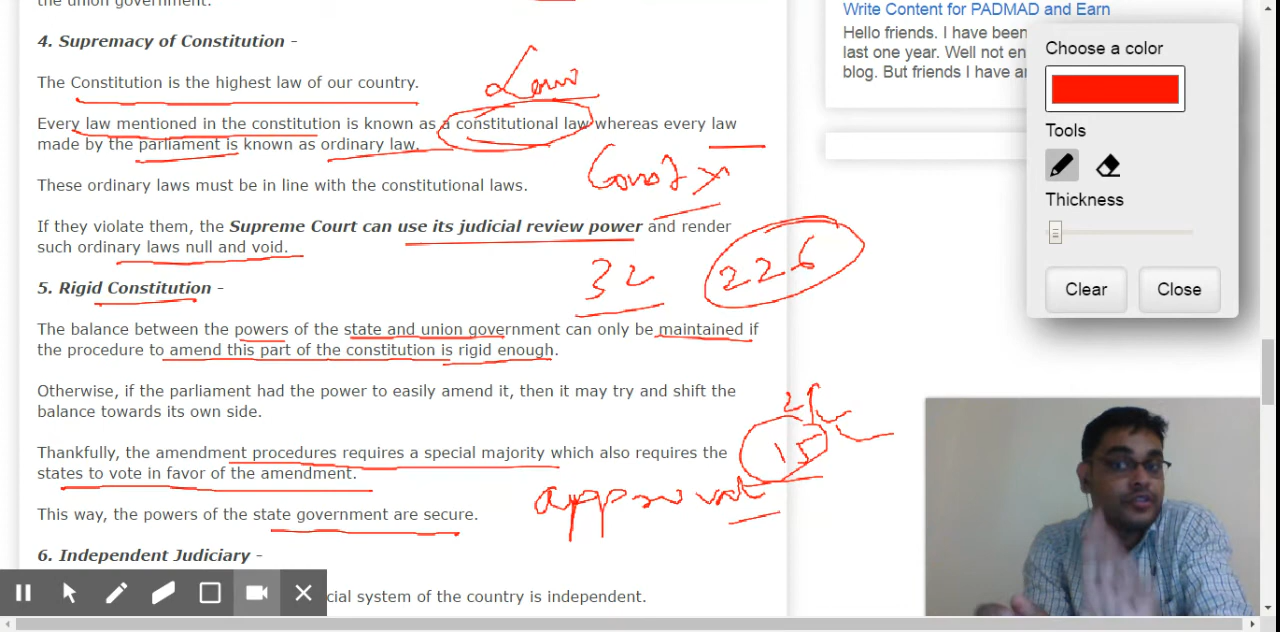 the union government.
4. Supremacy of Constitution -
The Constitution is the highest law of our country.
Law
Every law mentioned in the constitution is known as a constitutional law whereas every law
made by the parliament is known as ordinary law.
Const x
These ordinary laws must be in line with the constitutional laws.
If they violate them, the Supreme Court can use its judicial review power and render
such ordinary laws null and void.
32 226
5. Rigid Constitution -
The balance between the powers of the state and union government can only be maintained if
the procedure to amend this part of the constitution is rigid enough.
Otherwise, if the parliament had the power to easily amend it, then it may try and shift the
balance towards its own side.
15
Thankfully, the amendment procedures requires a special majority which also requires the
states to vote in favor of the amendment.
approval
This way, the powers of the state government are secure.
6. Independent Judiciary -
cial system of the country is independent.
Write Content for PADMAD and Earn
Hello friends. I have been
last one year. Well not en
blog. But friends I have
Choose a color
Tools
Thickness
Clear Close